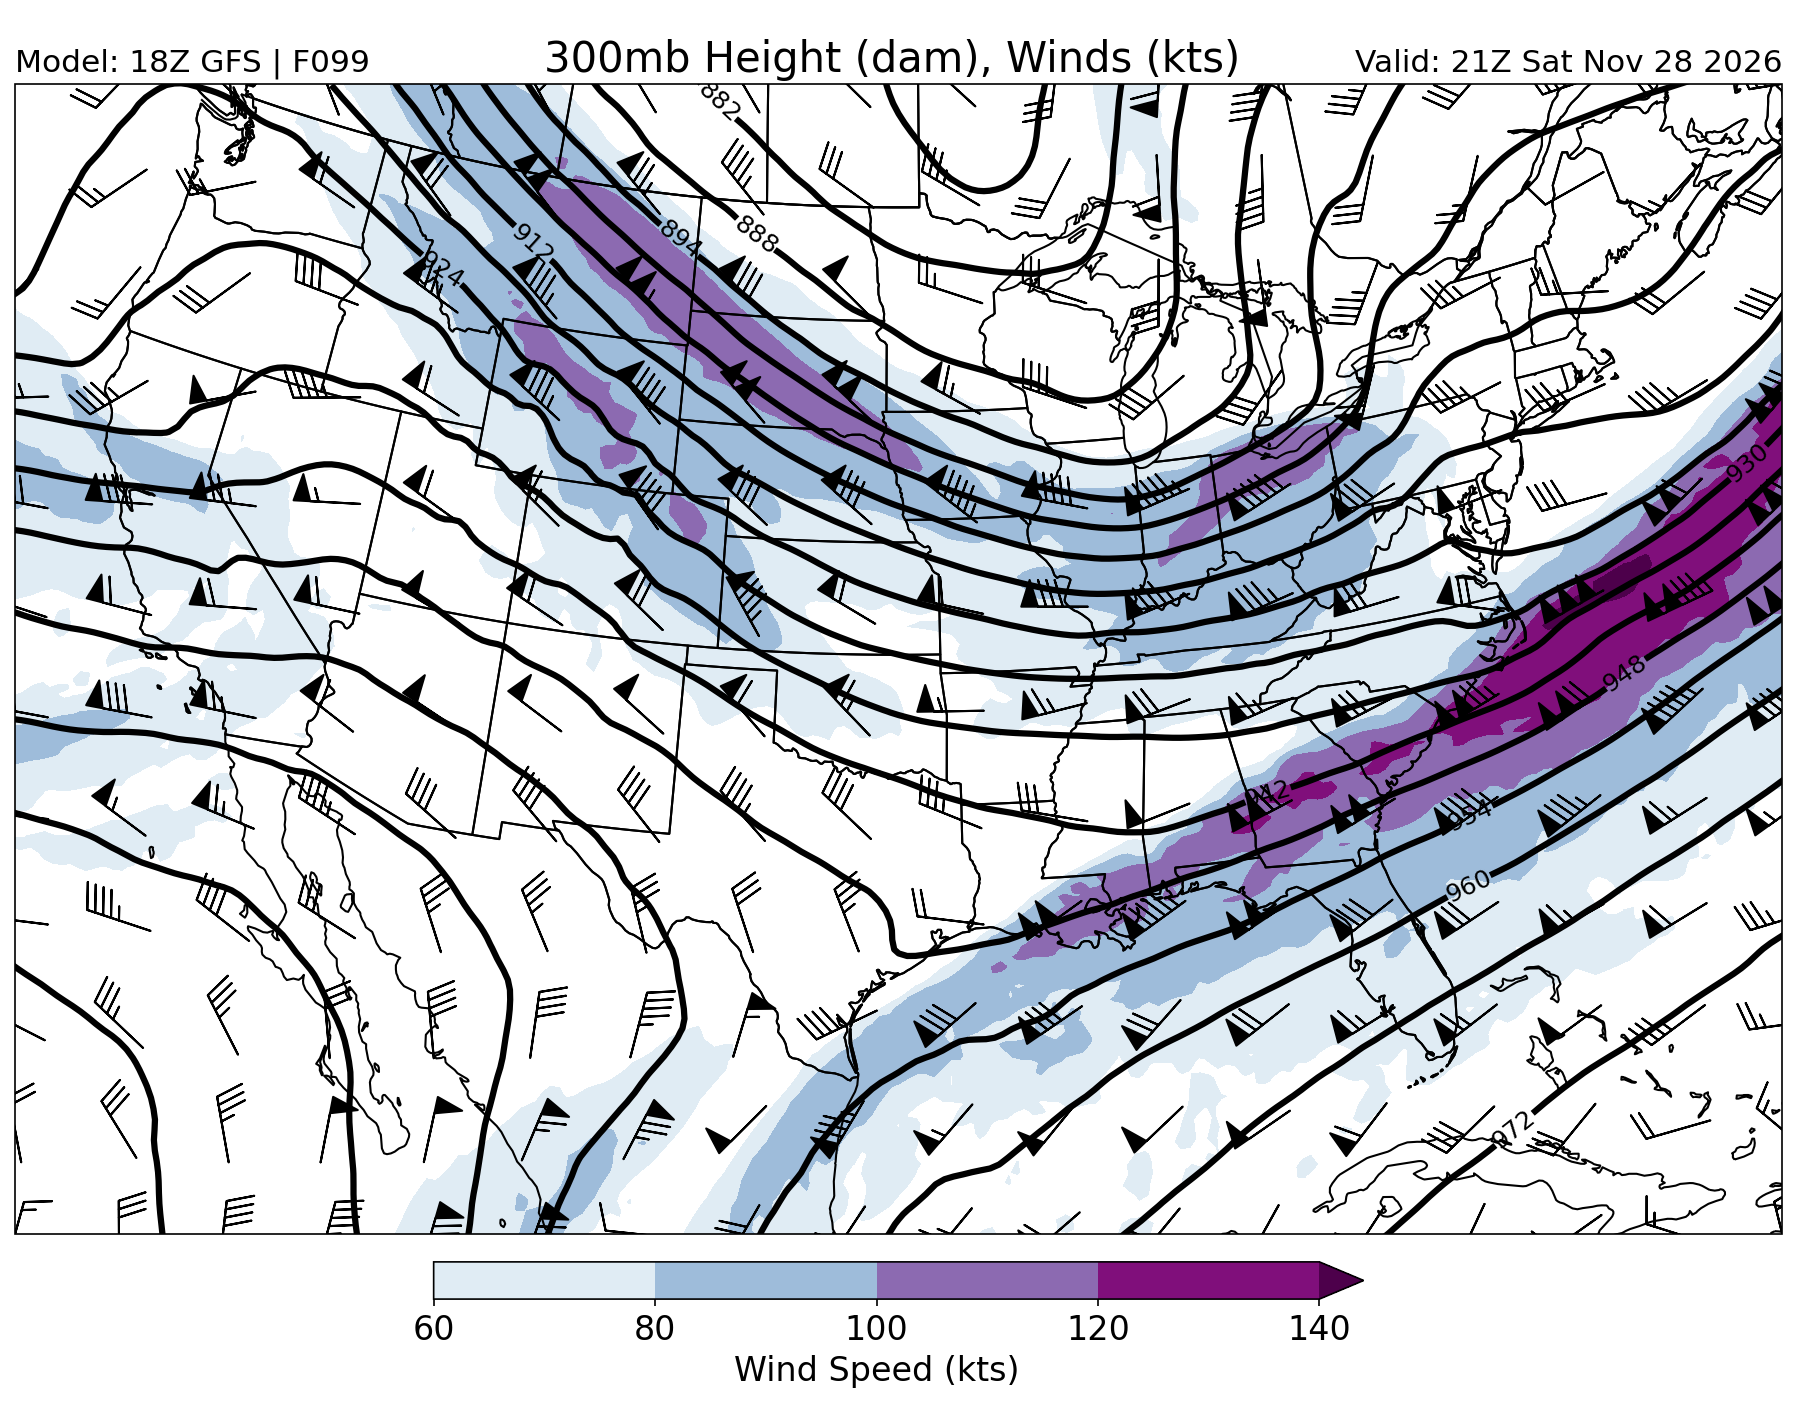 Model: 18Z GFS | F099
300mb Height (dam), Winds (kts)
Valid: 21Z Sat Nov 28 2026
882
888
894
912
924
930
948
942
954
960
972
60 80 100 120 140
Wind Speed (kts)